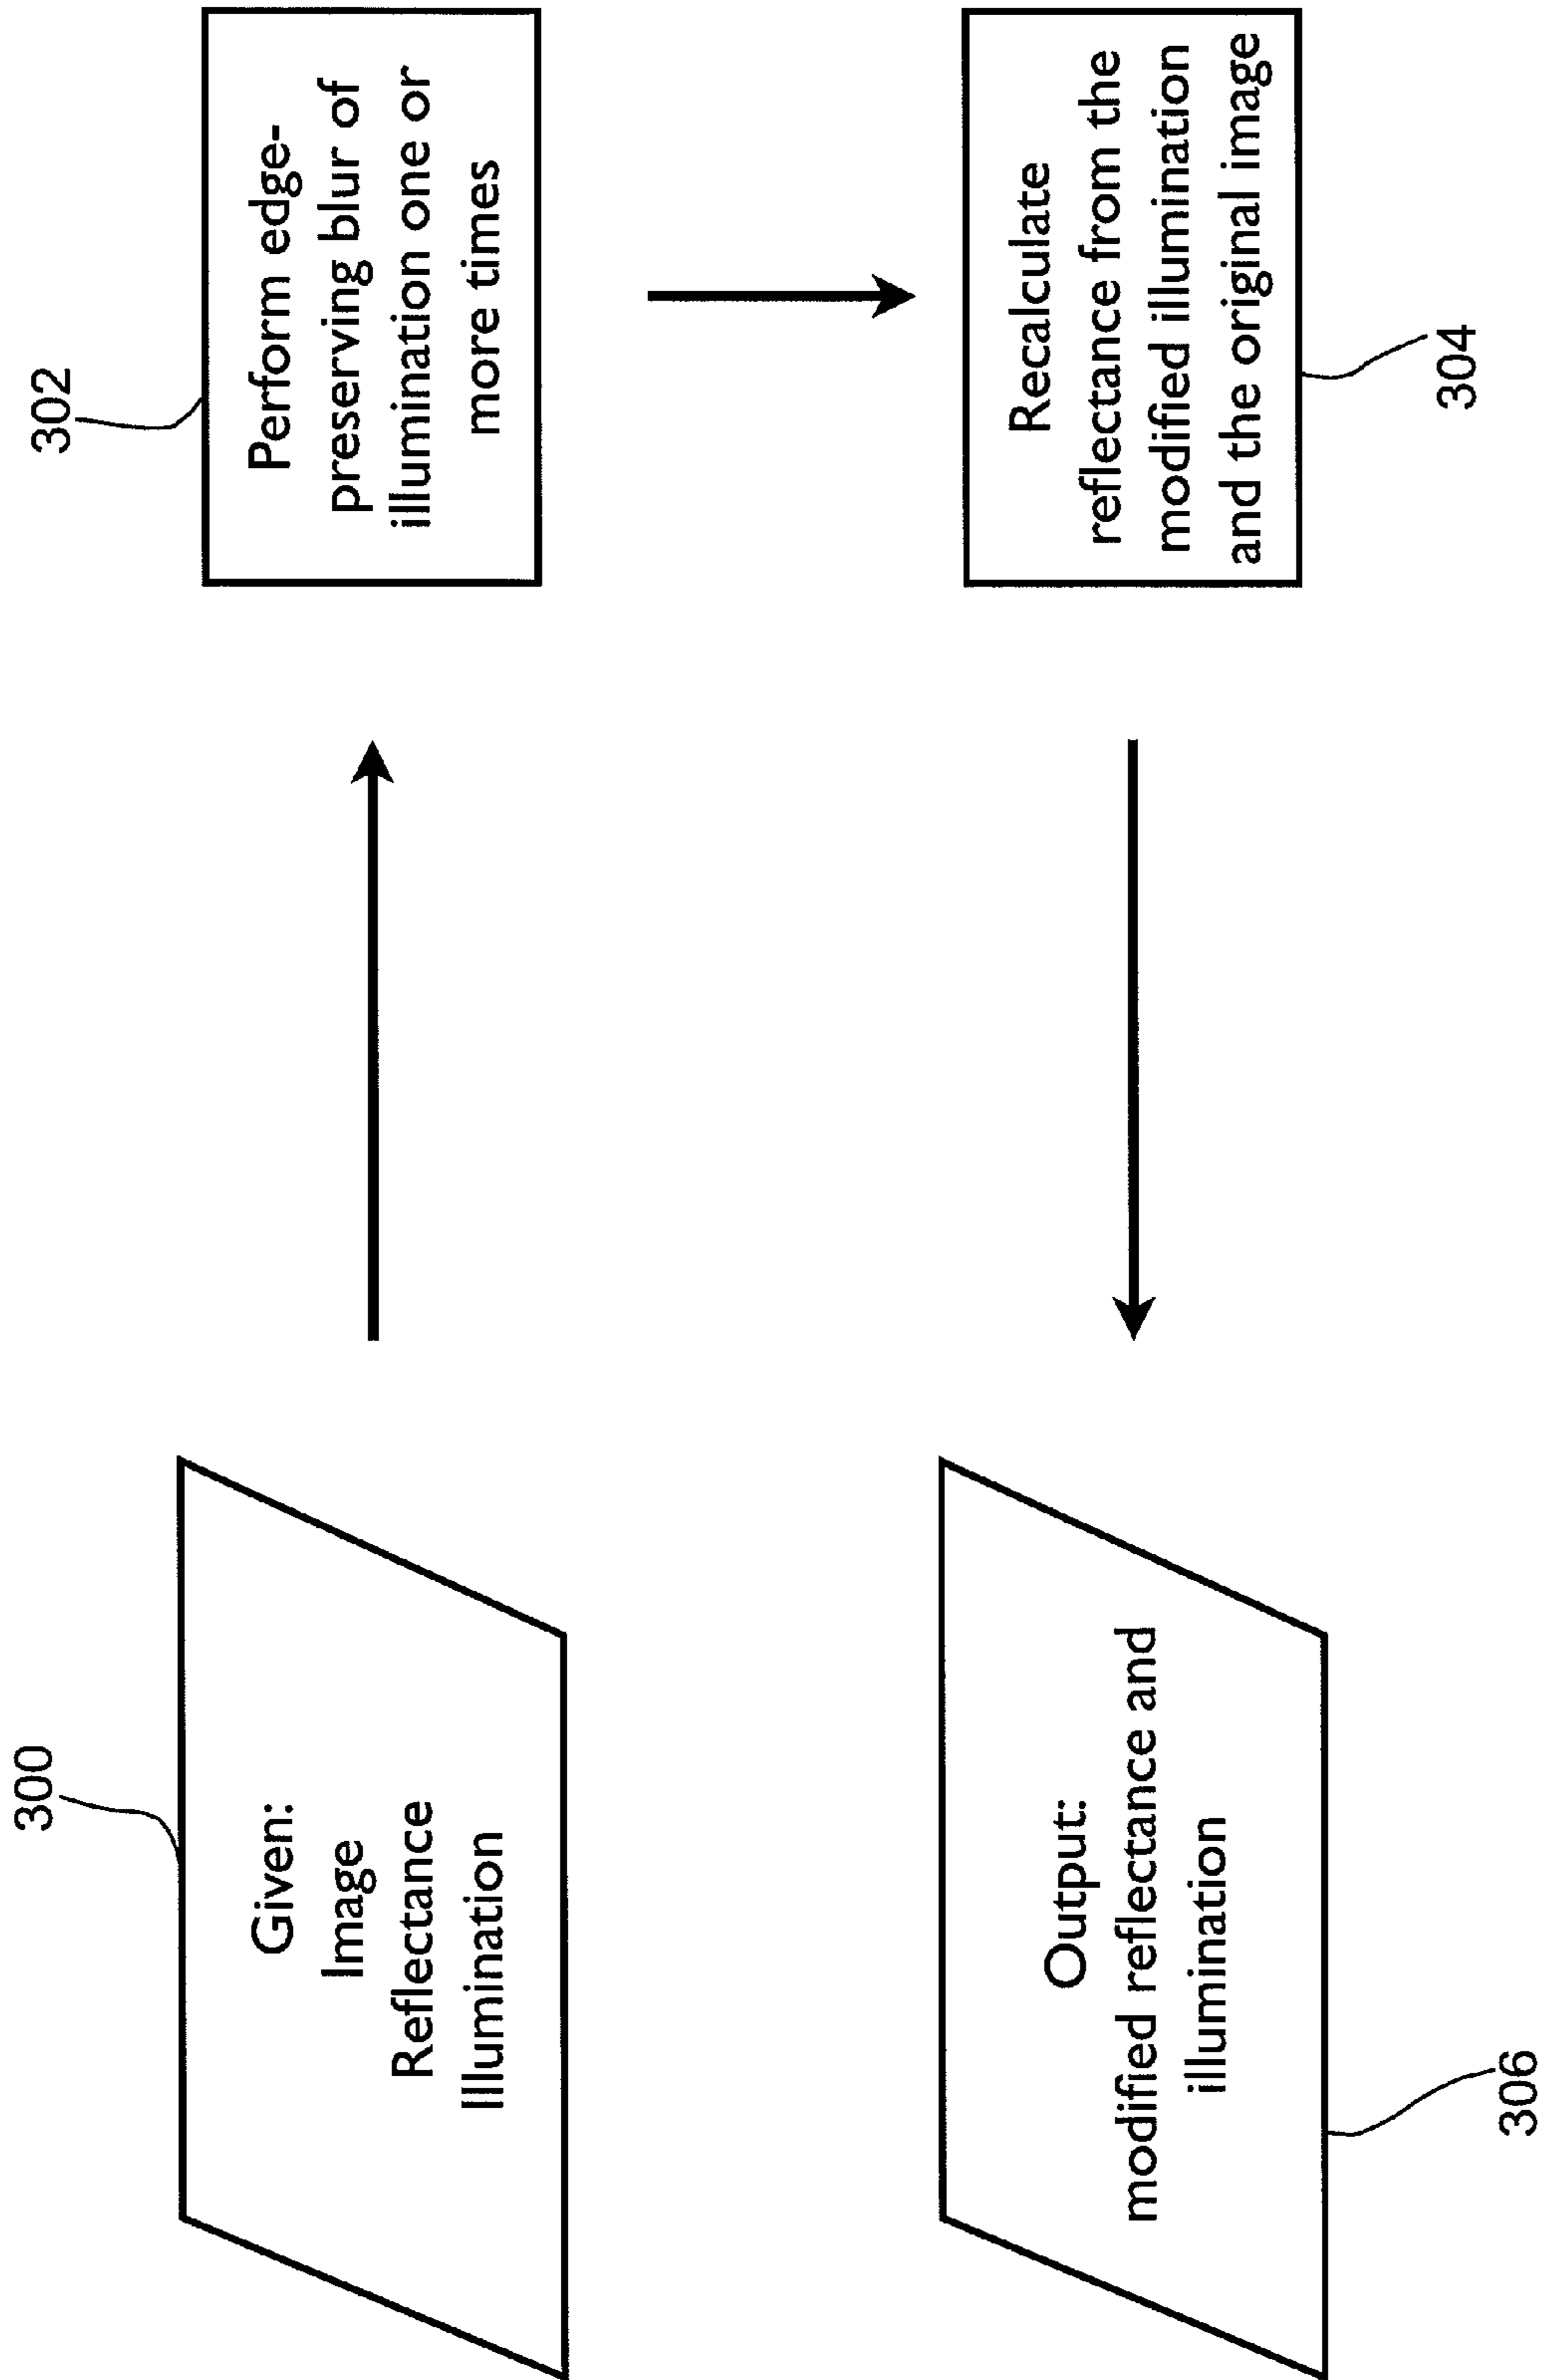 300
Given:
Image
Reflectance
Illumination
302
Perform edge-
preserving blur of
illumination one or
more times
Recalculate
reflectance from the
modified illumination
and the original image
304
Output:
modified reflectance and
illumination
306